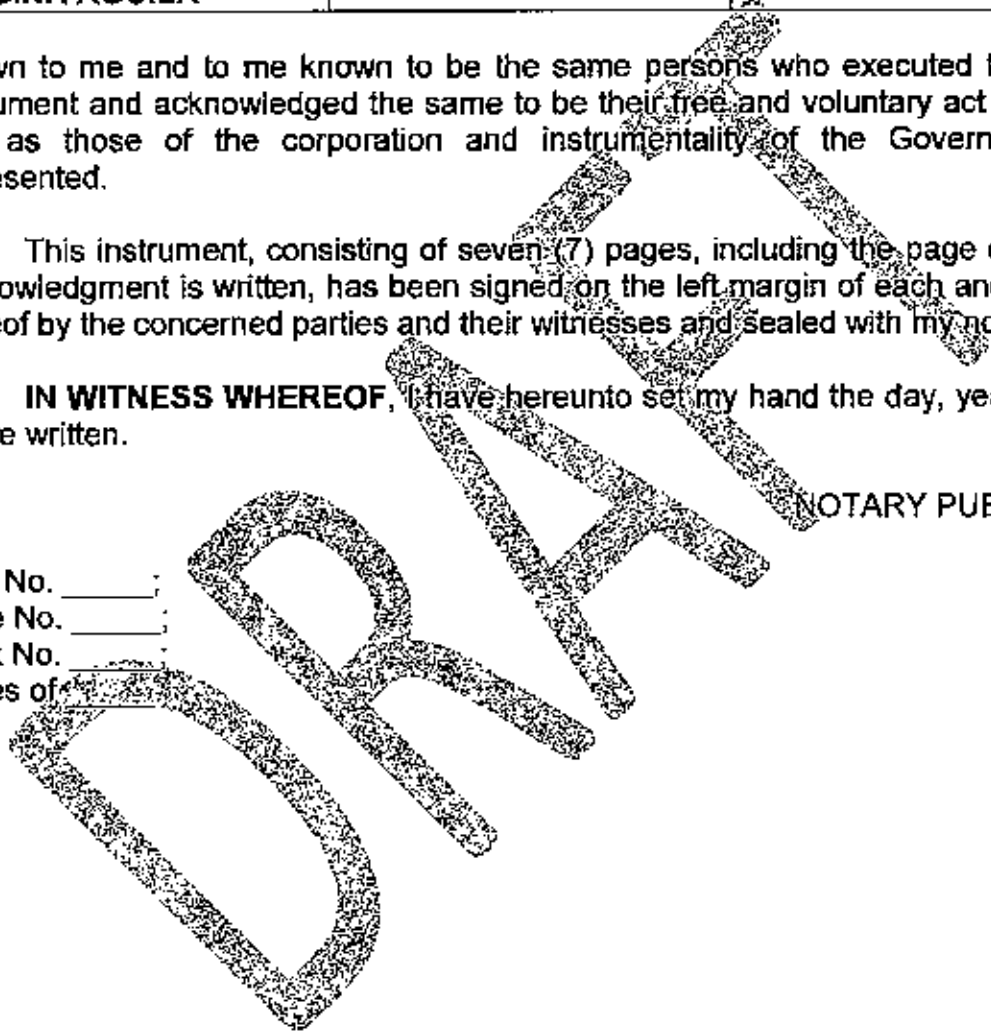 wn to me and to me known to be the same persons who executed t
ument and acknowledged the same to be their free and voluntary act
as those of the corporation and instrumentality of the Govern
esented.
This instrument, consisting of seven (7) pages, including the page
owledgment is written, has been signed on the left margin of each an
eof by the concerned parties and their witnesses and sealed with my no
IN WITNESS WHEREOF, I have hereunto set my hand the day, yea
e written.
NOTARY PUB
No. _____;
e No. _____;
k No. _____;
es of _____
DRAFT